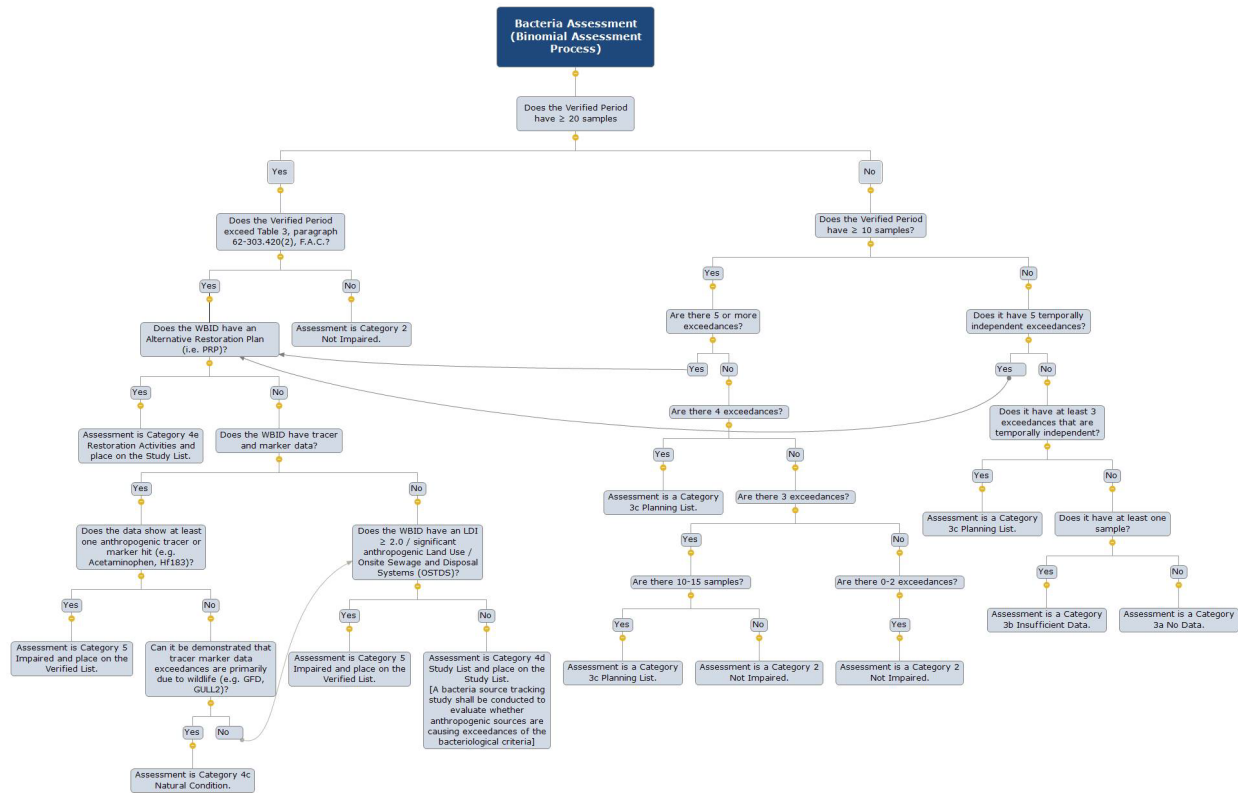 Bacteria Assessment
(Binomial Assessment
Process)
Does the Verified Period
have ≥ 20 samples
Yes
No
Does the Verified Period
exceed Table 3, paragraph
62-303.420(2), F.A.C.?
Does the Verified Period
have ≥ 10 samples?
Yes
No
Yes
No
Does the WBID have an
Alternative Restoration Plan
(i.e. PRP)?
Assessment is Category 2
Not Impaired.
Are there 5 or more
exceedances?
Does it have 5 temporally
independent exceedances?
Yes
No
Yes
No
Yes
No
Assessment is Category 4e
Restoration Activities and
place on the Study List.
Does the WBID have tracer
and marker data?
Are there 4 exceedances?
Does it have at least 3
exceedances that are
temporally independent?
Yes
No
Yes
No
Yes
No
Does the data show at least
one anthropogenic tracer or
marker hit (e.g.
Acetaminophen, Hf183)?
Does the WBID have an LDI
≥ 2.0 / significant
anthropogenic Land Use /
Onsite Sewage and Disposal
Systems (OSTDS)?
Assessment is a Category
3c Planning List.
Are there 3 exceedances?
Assessment is a Category
3c Planning List.
Does it have at least one
sample?
Yes
No
Yes
No
Yes
No
Yes
No
Are there 10-15 samples?
Are there 0-2 exceedances?
Assessment is a Category
3b Insufficient Data.
Assessment is a Category
3a No Data.
Assessment is Category 5
Impaired and place on the
Verified List.
Can it be demonstrated that
tracer marker data
exceedances are primarily
due to wildlife (e.g. GFD,
GULL2)?
Assessment is Category 5
Impaired and place on the
Verified List.
Assessment is Category 4d
Study List and place on the
Study List.
[A bacteria source tracking
study shall be conducted to
evaluate whether
anthropogenic sources are
causing exceedances of the
bacteriological criteria]
Yes
No
Yes
Assessment is a Category
3c Planning List.
Assessment is a Category 2
Not Impaired.
Assessment is a Category 2
Not Impaired.
Yes
No
Assessment is Category 4c
Natural Condition.